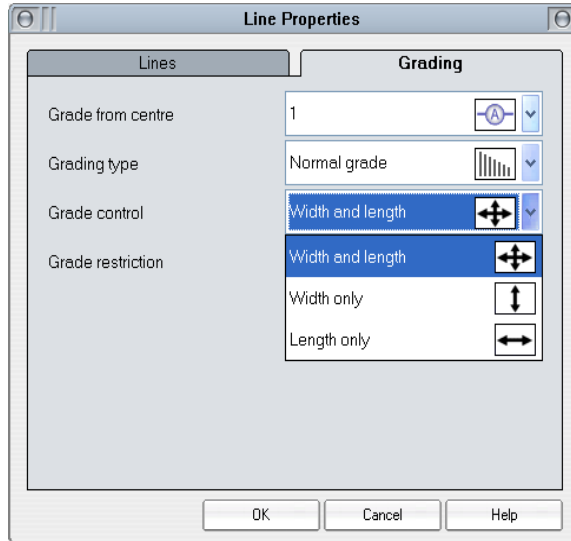 Line Properties
Lines
Grading
Grade from centre
1
A
Grading type
Normal grade
Grade control
Width and length
Grade restriction
Width and length
Width only
Length only
OK
Cancel
Help